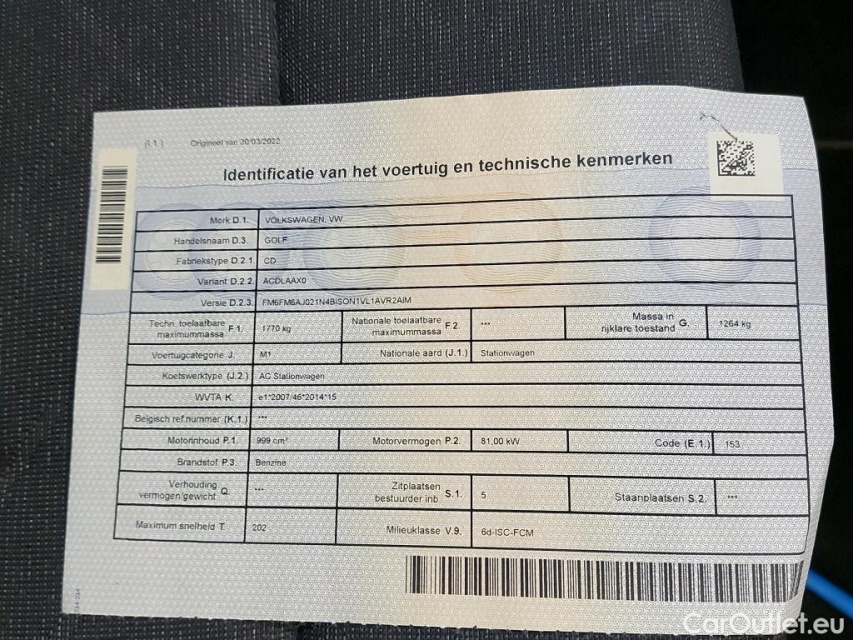 (I.1.) Origineel van 30/03/2022
Identificatie van het voertuig en technische kenmerken
Merk D.1. VOLKSWAGEN, VW
Handelsnaam D.3. GOLF
Fabriekstype D.2.1. CD
Variant D.2.2. ACDLAAX0
Versie D.2.3. FM6FM6AJ021N4BISON1VL1AVR2AIM
Techn. toelaatbare maximummassa F.1. 1770 kg Nationale toelaatbare maximummassa F.2. --- Massa in rijklare toestand G. 1264 kg
Voertuigcategorie J. M1 Nationale aard (J.1.) Stationwagen
Koetswerktype (J.2.) AC Stationwagen
WVTA K. e1*2007/46*2014*15
Belgisch ref.nummer (K.1.) ---
Motorinhoud P.1. 999 cm³ Motorvermogen P.2. 81,00 kW Code (E.1.) 153
Brandstof P.3. Benzine
Verhouding vermogen/gewicht Q. --- Zitplaatsen bestuurder inb. S.1. 5 Staanplaatsen S.2. ---
Maximum snelheid T. 202 Milieuklasse V.9. 6d-ISC-FCM
CarOutlet.eu